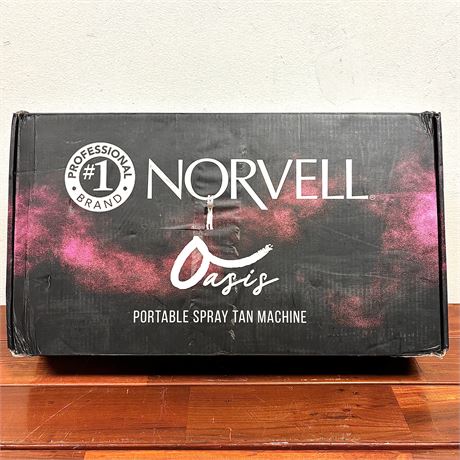 PROFESSIONAL
#1
BRAND
NORVELL®
Oasis
PORTABLE SPRAY TAN MACHINE